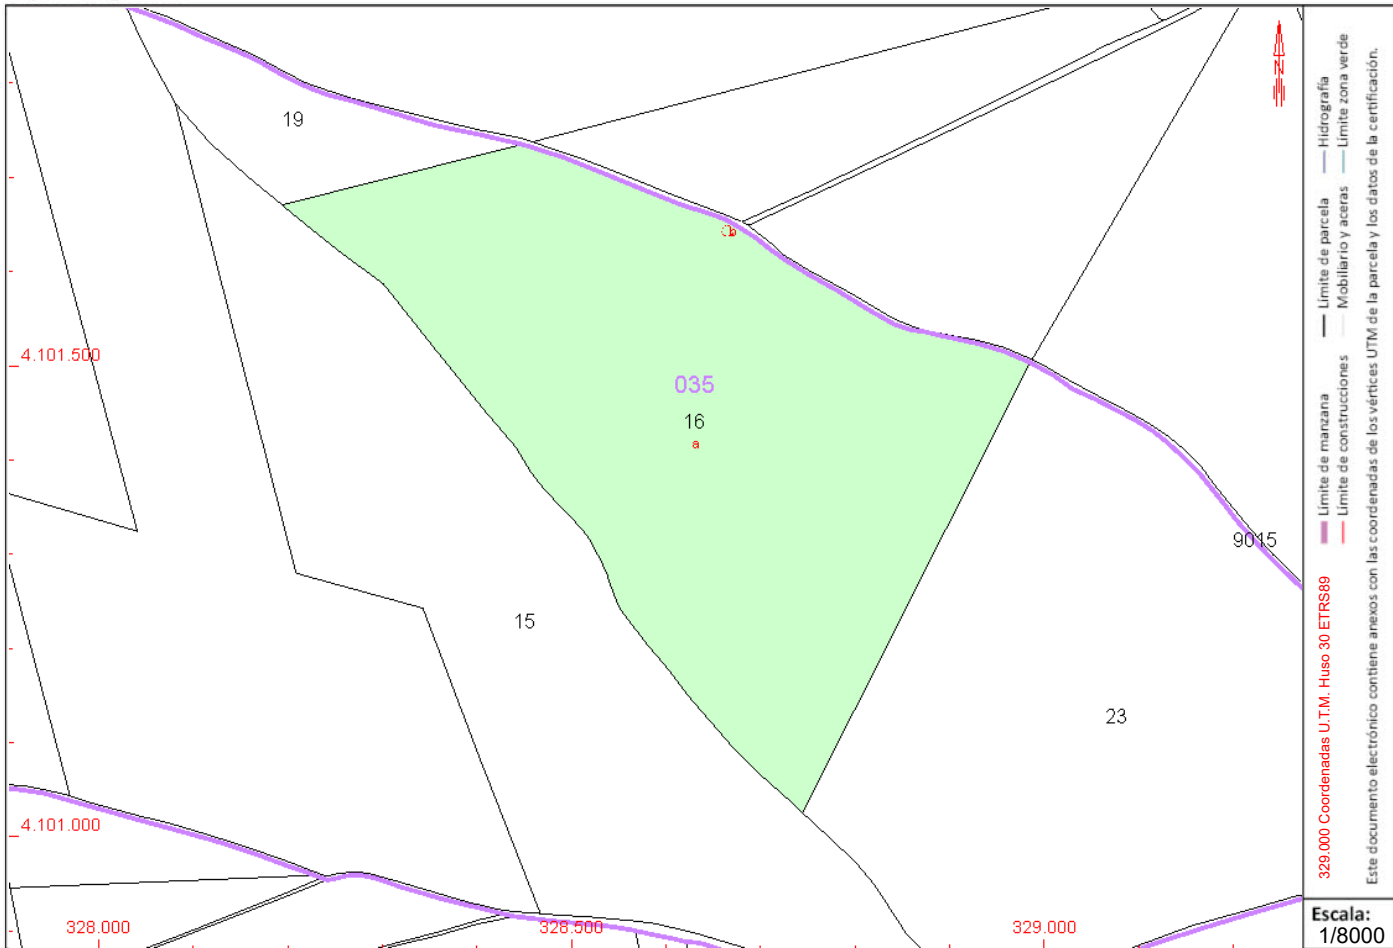 19
b
4.101.500
035
16
a
9015
15
23
4.101.000
328.000
328.500
329.000
N
Límite de manzana
Límite de parcela
Hidrografía
Límite de construcciones
Mobiliario y aceras
Límite zona verde
329.000 Coordenadas U.T.M. Huso 30 ETRS89
Este documento electrónico contiene anexos con las coordenadas de los vértices UTM de la parcela y los datos de la certificación.
Escala:
1/8000